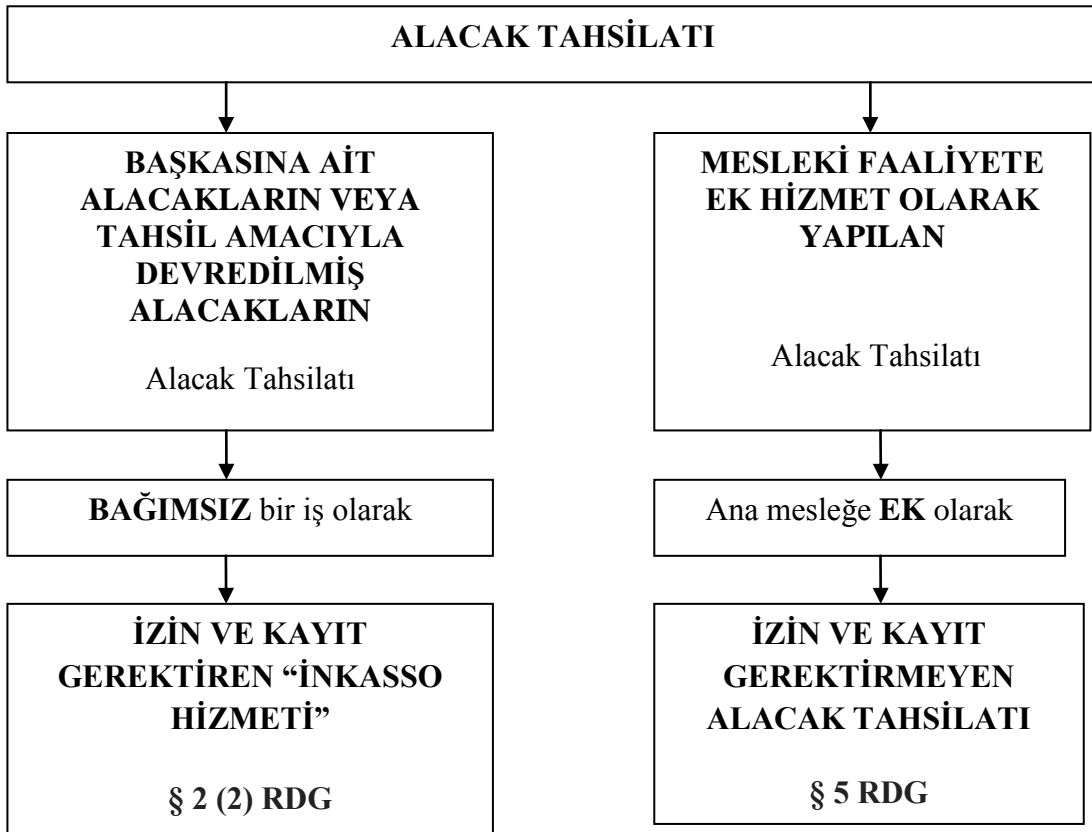 ALACAK TAHSİLATI
BAŞKASINA AİT
ALACAKLARIN VEYA
TAHSİL AMACIYLA
DEVREDİLMİŞ
ALACAKLARIN
Alacak Tahsilatı
BAĞIMSIZ bir iş olarak
İZİN VE KAYIT
GEREKTİREN “İNKASSO
HİZMETİ”
§ 2 (2) RDG
MESLEKİ FAALİYETE
EK HİZMET OLARAK
YAPILAN
Alacak Tahsilatı
Ana mesleğe EK olarak
İZİN VE KAYIT
GEREKTİRMEYEN
ALACAK TAHSİLATI
§ 5 RDG